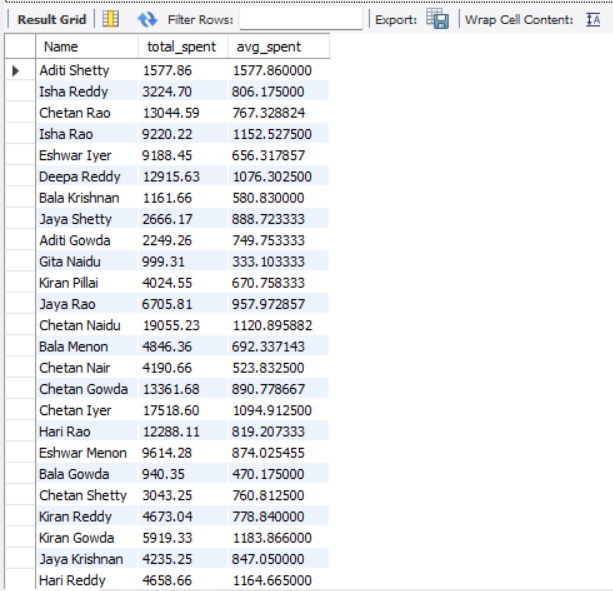 Result Grid Filter Rows: Export: Wrap Cell Content:
Name total_spent avg_spent
Aditi Shetty 1577.86 1577.860000
Isha Reddy 3224.70 806.175000
Chetan Rao 13044.59 767.328824
Isha Rao 9220.22 1152.527500
Eshwar Iyer 9188.45 656.317857
Deepa Reddy 12915.63 1076.302500
Bala Krishnan 1161.66 580.830000
Jaya Shetty 2666.17 888.723333
Aditi Gowda 2249.26 749.753333
Gita Naidu 999.31 333.103333
Kiran Pillai 4024.55 670.758333
Jaya Rao 6705.81 957.972857
Chetan Naidu 19055.23 1120.895882
Bala Menon 4846.36 692.337143
Chetan Nair 4190.66 523.832500
Chetan Gowda 13361.68 890.778667
Chetan Iyer 17518.60 1094.912500
Hari Rao 12288.11 819.207333
Eshwar Menon 9614.28 874.025455
Bala Gowda 940.35 470.175000
Chetan Shetty 3043.25 760.812500
Kiran Reddy 4673.04 778.840000
Kiran Gowda 5919.33 1183.866000
Jaya Krishnan 4235.25 847.050000
Hari Reddy 4658.66 1164.665000